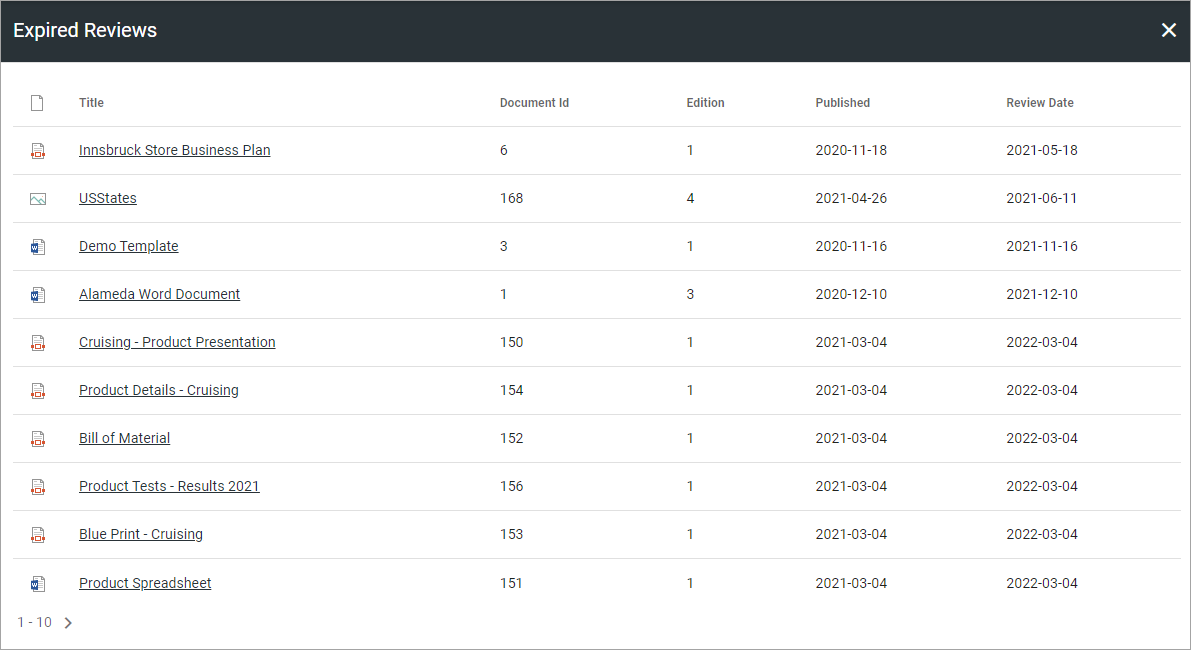 Expired Reviews
Title Document Id Edition Published Review Date
Innsbruck Store Business Plan 6 1 2020-11-18 2021-05-18
USStates 168 4 2021-04-26 2021-06-11
Demo Template 3 1 2020-11-16 2021-11-16
Alameda Word Document 1 3 2020-12-10 2021-12-10
Cruising - Product Presentation 150 1 2021-03-04 2022-03-04
Product Details - Cruising 154 1 2021-03-04 2022-03-04
Bill of Material 152 1 2021-03-04 2022-03-04
Product Tests - Results 2021 156 1 2021-03-04 2022-03-04
Blue Print - Cruising 153 1 2021-03-04 2022-03-04
Product Spreadsheet 151 1 2021-03-04 2022-03-04
1 - 10